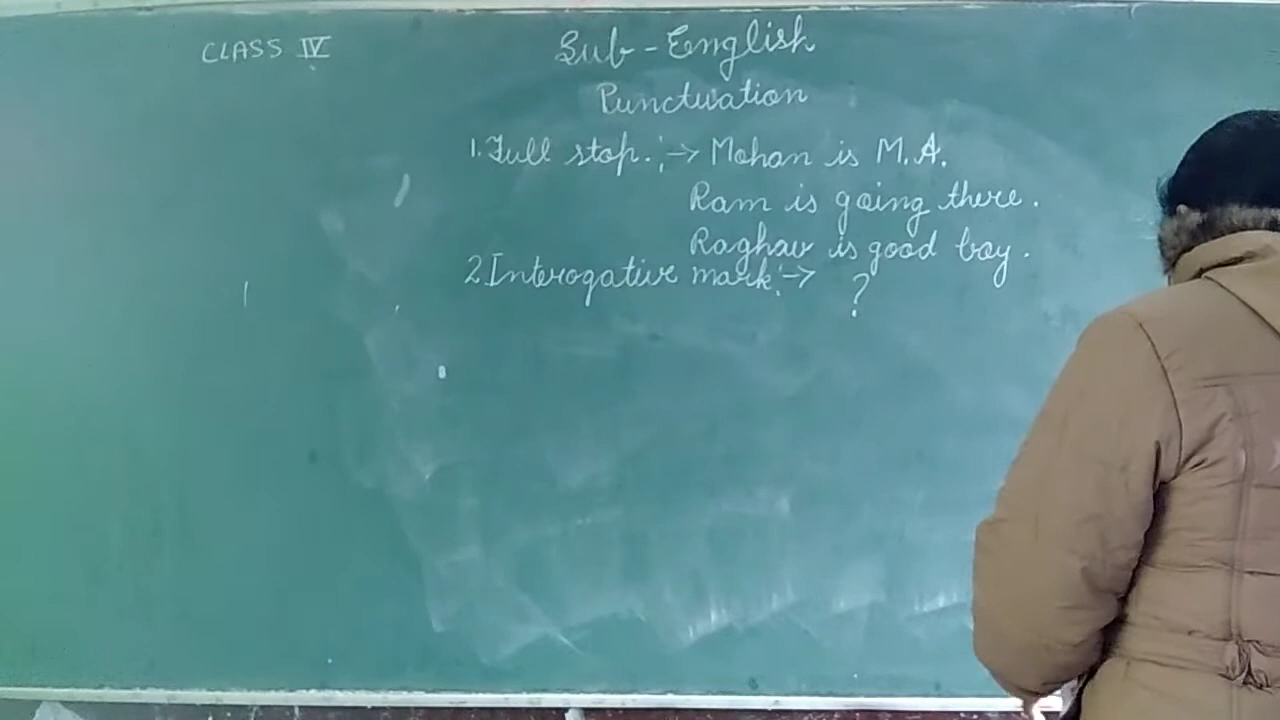 CLASS IV
Sub-English
Punctuation
1. Full stop. :-> Mohan is M.A.
Ram is going there.
Raghav is good boy.
2. Interogative mark :-> ?